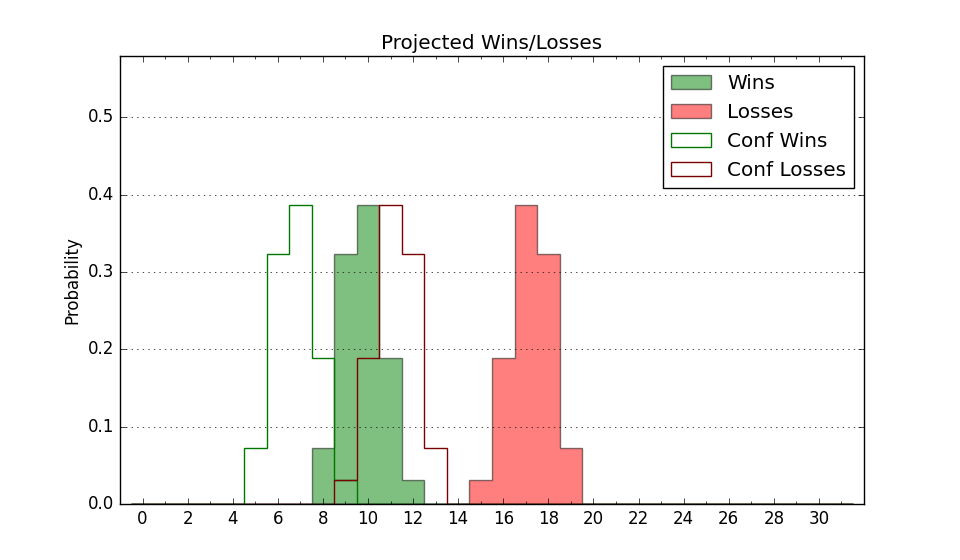 Projected Wins/Losses
Wins
Losses
Conf Wins
Conf Losses
Probability
0.5
0.4
0.3
0.2
0.1
0.0
0 2 4 6 8 10 12 14 16 18 20 22 24 26 28 30